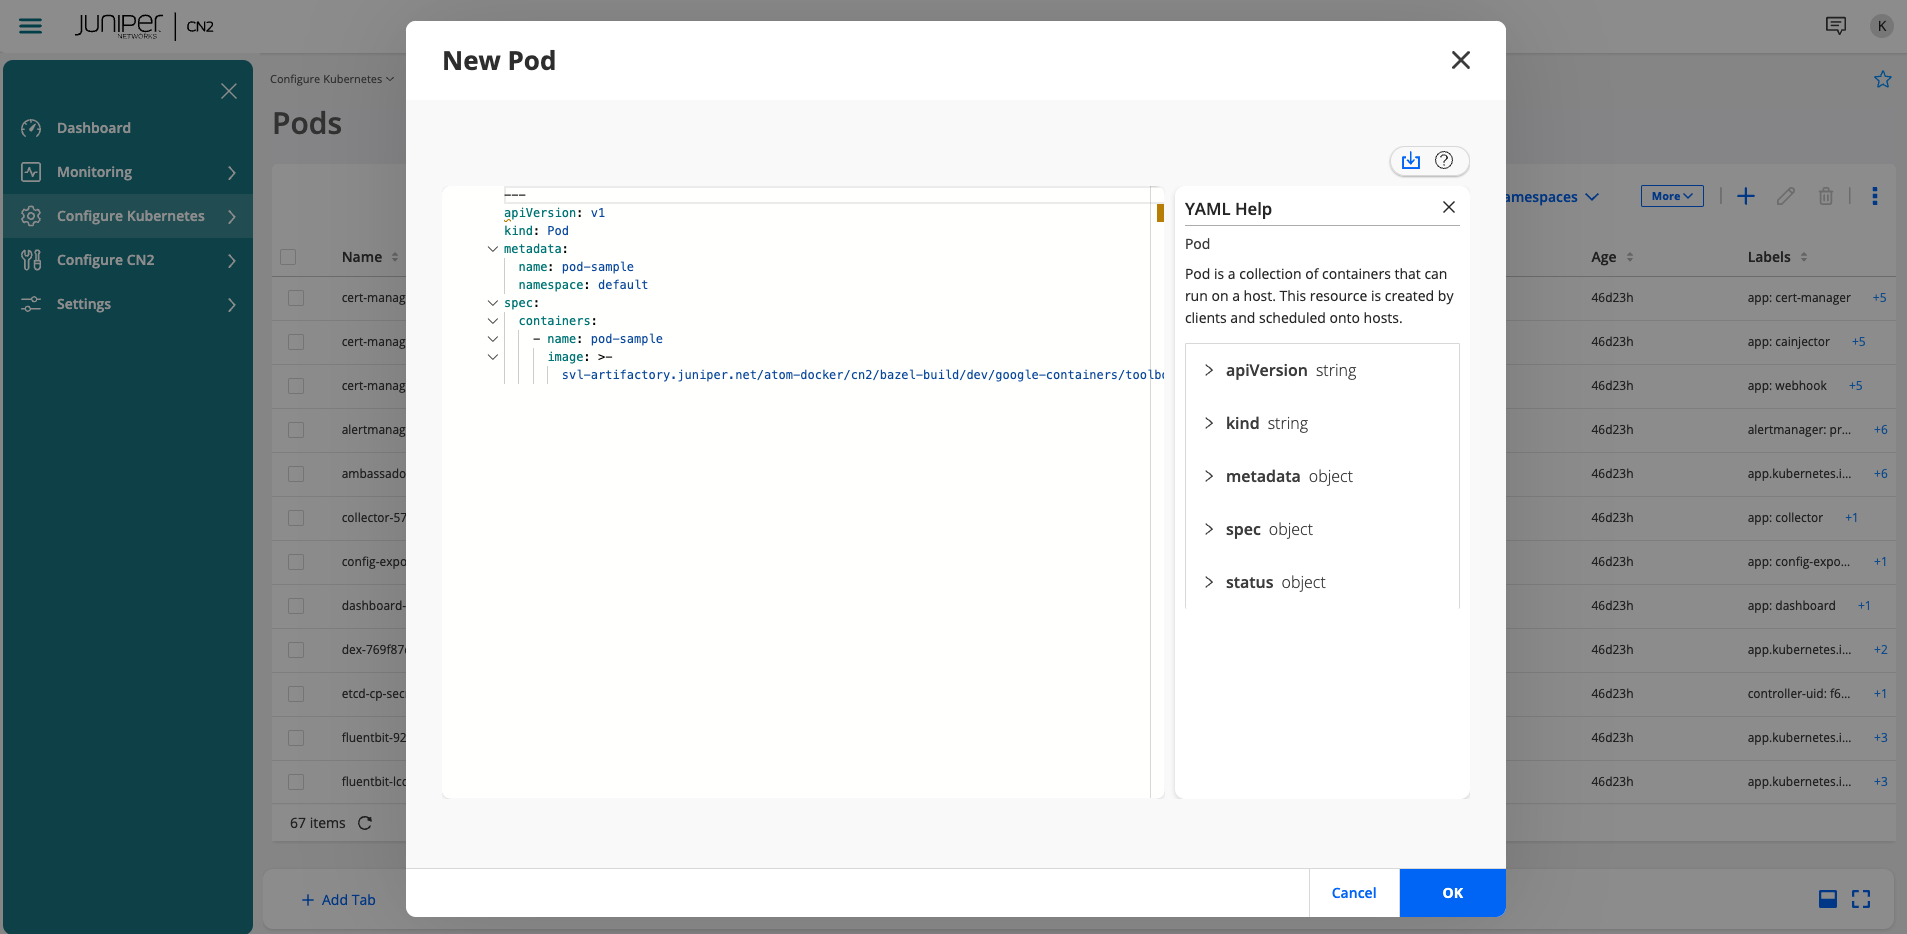 JUNIPER
NETWORKS
CN2
K
Dashboard
Monitoring
Configure Kubernetes
Configure CN2
Settings
Configure Kubernetes
Pods
amespaces
More
Name
Age
Labels
cert-manag
46d23h
app: cert-manager
+5
cert-manag
46d23h
app: cainjector
+5
cert-manag
46d23h
app: webhook
+5
alertmanag
46d23h
alertmanager: pr...
+6
ambassado
46d23h
app.kubernetes.i...
+6
collector-57
46d23h
app: collector
+1
config-expo
46d23h
app: config-expo...
+1
dashboard-
46d23h
app: dashboard
+1
dex-769f87
46d23h
app.kubernetes.i...
+2
etcd-cp-sec
46d23h
controller-uid: f6...
+1
fluentbit-92
46d23h
app.kubernetes.i...
+3
fluentbit-lcc
46d23h
app.kubernetes.i...
+3
67 items
+ Add Tab
New Pod
---
apiVersion: v1
kind: Pod
metadata:
name: pod-sample
namespace: default
spec:
containers:
- name: pod-sample
image: >-
svl-artifactory.juniper.net/atom-docker/cn2/bazel-build/dev/google-containers/toolbo
YAML Help
Pod
Pod is a collection of containers that can
run on a host. This resource is created by
clients and scheduled onto hosts.
apiVersion string
kind string
metadata object
spec object
status object
Cancel
OK